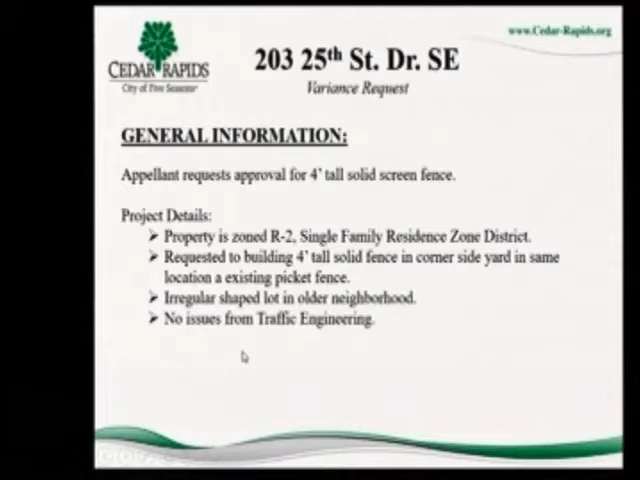 www.Cedar-Rapids.org
CEDAR RAPIDS
City of Five Seasons
203 25th St. Dr. SE
Variance Request
GENERAL INFORMATION:
Appellant requests approval for 4' tall solid screen fence.
Project Details:
➢ Property is zoned R-2, Single Family Residence Zone District.
➢ Requested to building 4' tall solid fence in corner side yard in same
location a existing picket fence.
➢ Irregular shaped lot in older neighborhood.
➢ No issues from Traffic Engineering.